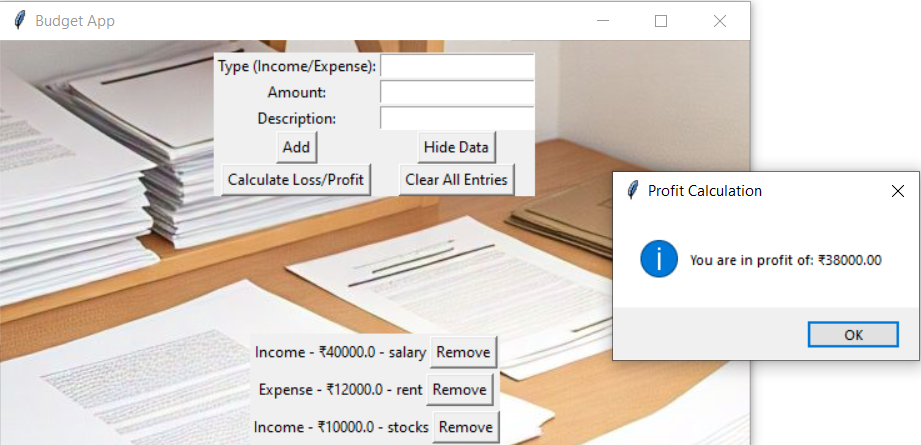 Budget App
Type (Income/Expense):
Amount:
Description:
Add Hide Data
Calculate Loss/Profit Clear All Entries
Profit Calculation
You are in profit of: ₹38000.00
OK
Income - ₹40000.0 - salary Remove
Expense - ₹12000.0 - rent Remove
Income - ₹10000.0 - stocks Remove